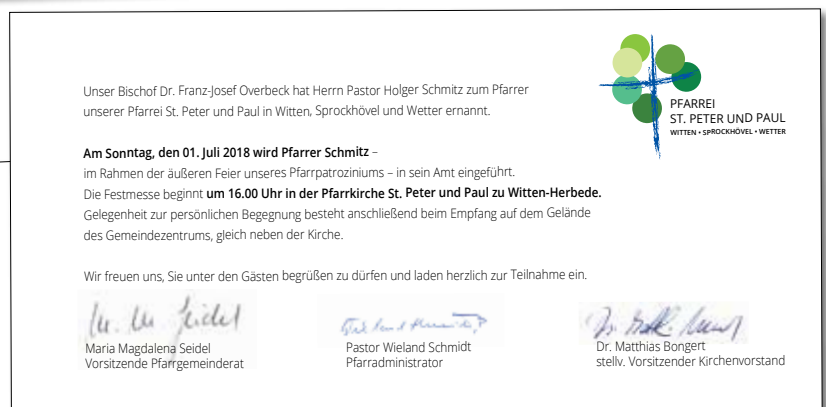 Unser Bischof Dr. Franz-Josef Overbeck hat Herrn Pastor Holger Schmitz zum Pfarrer
unserer Pfarrei St. Peter und Paul in Witten, Sprockhövel und Wetter ernannt.
PFARREI
ST. PETER UND PAUL
WITTEN • SPROCKHÖVEL • WETTER
Am Sonntag, den 01. Juli 2018 wird Pfarrer Schmitz –
im Rahmen der äußeren Feier unseres Pfarrpatroziniums – in sein Amt eingeführt.
Die Festmesse beginnt um 16.00 Uhr in der Pfarrkirche St. Peter und Paul zu Witten-Herbede.
Gelegenheit zur persönlichen Begegnung besteht anschließend beim Empfang auf dem Gelände
des Gemeindezentrums, gleich neben der Kirche.
Wir freuen uns, Sie unter den Gästen begrüßen zu dürfen und laden herzlich zur Teilnahme ein.
M. M. Seidel
Maria Magdalena Seidel
Vorsitzende Pfarrgemeinderat
Pastor Wieland Schmidt
Pfarradministrator
Dr. Matthias Bongert
stellv. Vorsitzender Kirchenvorstand